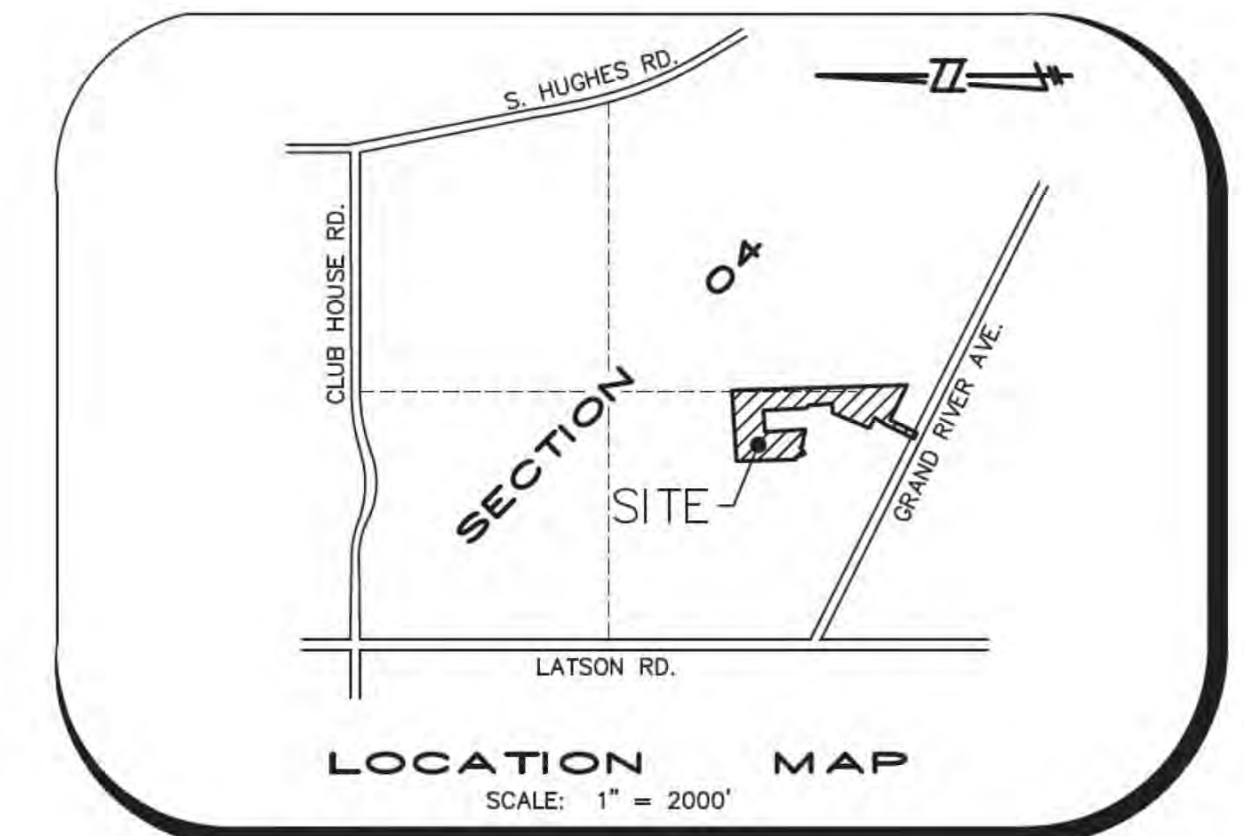 S. HUGHES RD.
N
CLUB HOUSE RD.
SECTION 04
SITE
GRAND RIVER AVE.
LATSON RD.
LOCATION MAP
SCALE: 1" = 2000'